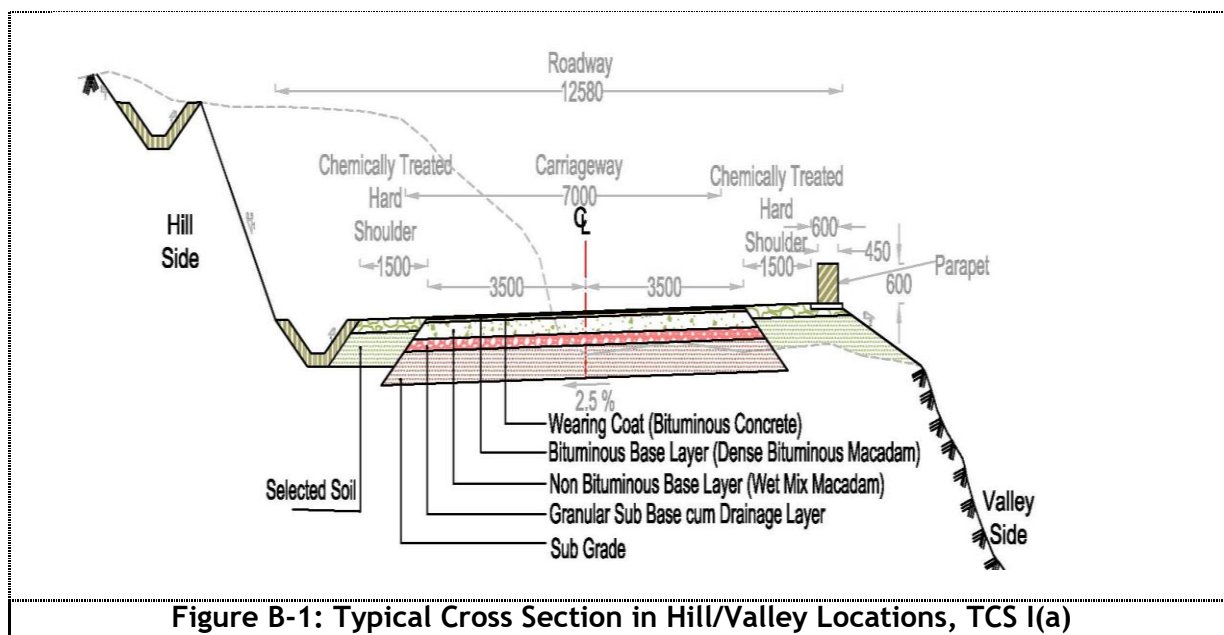 Roadway
12580
Chemically Treated
Hard
Shoulder
1500
Carriageway
7000
℄
Chemically Treated
Hard
Shoulder
1500
600
450
600
Parapet
Hill
Side
3500
3500
2.5 %
Wearing Coat (Bituminous Concrete)
Bituminous Base Layer (Dense Bituminous Macadam)
Non Bituminous Base Layer (Wet Mix Macadam)
Granular Sub Base cum Drainage Layer
Sub Grade
Selected Soil
Valley
Side
Figure B-1: Typical Cross Section in Hill/Valley Locations, TCS I(a)